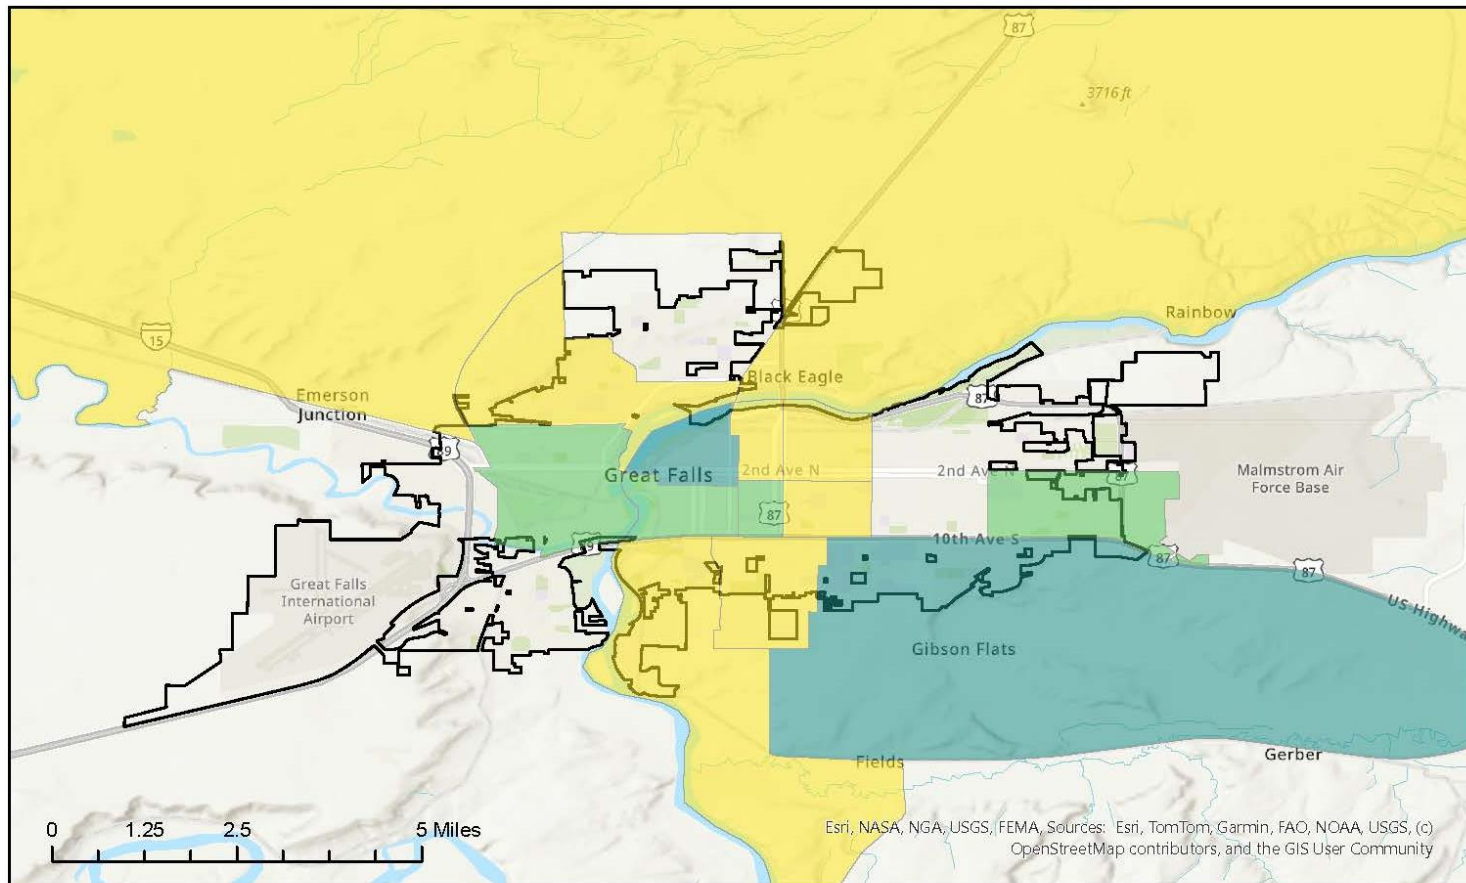 87
3716 ft
Rainbow
15
Black Eagle
Emerson
Junction
87
Great Falls
2nd Ave N
2nd Ave N
87
Malmstrom Air
Force Base
87
10th Ave S
87
87
US Highwa
Great Falls
International
Airport
Gibson Flats
Gerber
Fields
0 1.25 2.5 5 Miles
Esri, NASA, NGA, USGS, FEMA, Sources: Esri, TomTom, Garmin, FAO, NOAA, USGS, (c)
OpenStreetMap contributors, and the GIS User Community